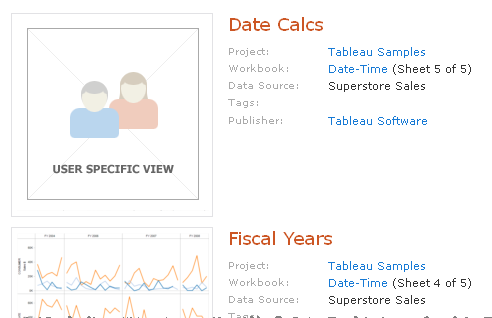 Date Calcs
Project: Tableau Samples
Workbook: Date-Time (Sheet 5 of 5)
Data Source: Superstore Sales
Tags:
Publisher: Tableau Software
USER SPECIFIC VIEW
Fiscal Years
Project: Tableau Samples
Workbook: Date-Time (Sheet 4 of 5)
Data Source: Superstore Sales